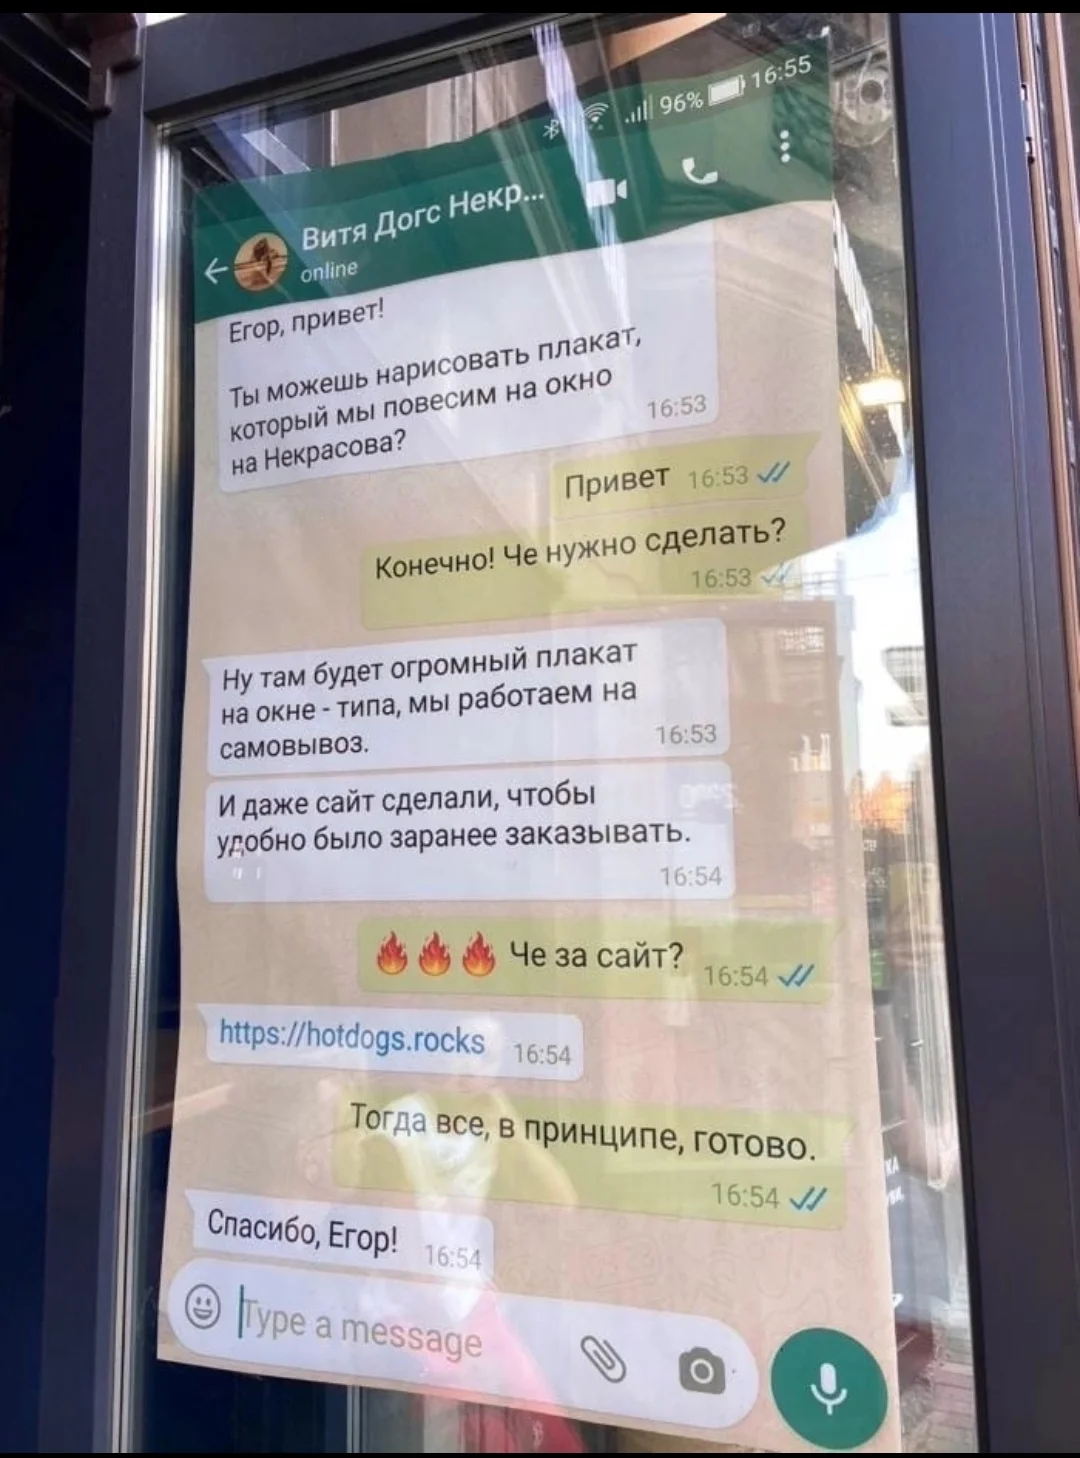 96% 16:55
Витя Догс Некр...
online
Егор, привет!
Ты можешь нарисовать плакат,
который мы повесим на окно
на Некрасова?
16:53
Привет 16:53
Конечно! Че нужно сделать?
16:53
Ну там будет огромный плакат
на окне - типа, мы работаем на
самовывоз.
16:53
И даже сайт сделали, чтобы
удобно было заранее заказывать.
16:54
🔥🔥🔥 Че за сайт?
16:54
https://hotdogs.rocks
16:54
Тогда все, в принципе, готово.
16:54
Спасибо, Егор!
16:54
Type a message